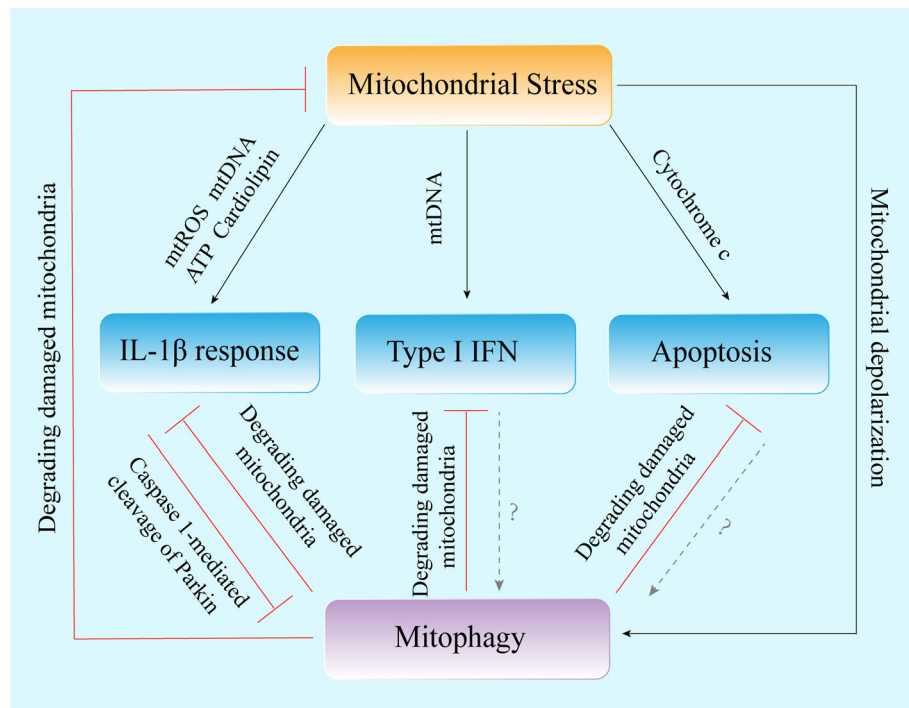 Mitochondrial Stress
mtROS mtDNA
ATP Cardiolipin
mtDNA
Cytochrome c
Degrading damaged mitochondria
Mitochondrial depolarization
IL-1β response
Type I IFN
Apoptosis
Caspase 1-mediated
cleavage of Parkin
Degrading damaged
mitochondria
Degrading damaged
mitochondria
?
Degrading damaged
mitochondria
?
Mitophagy